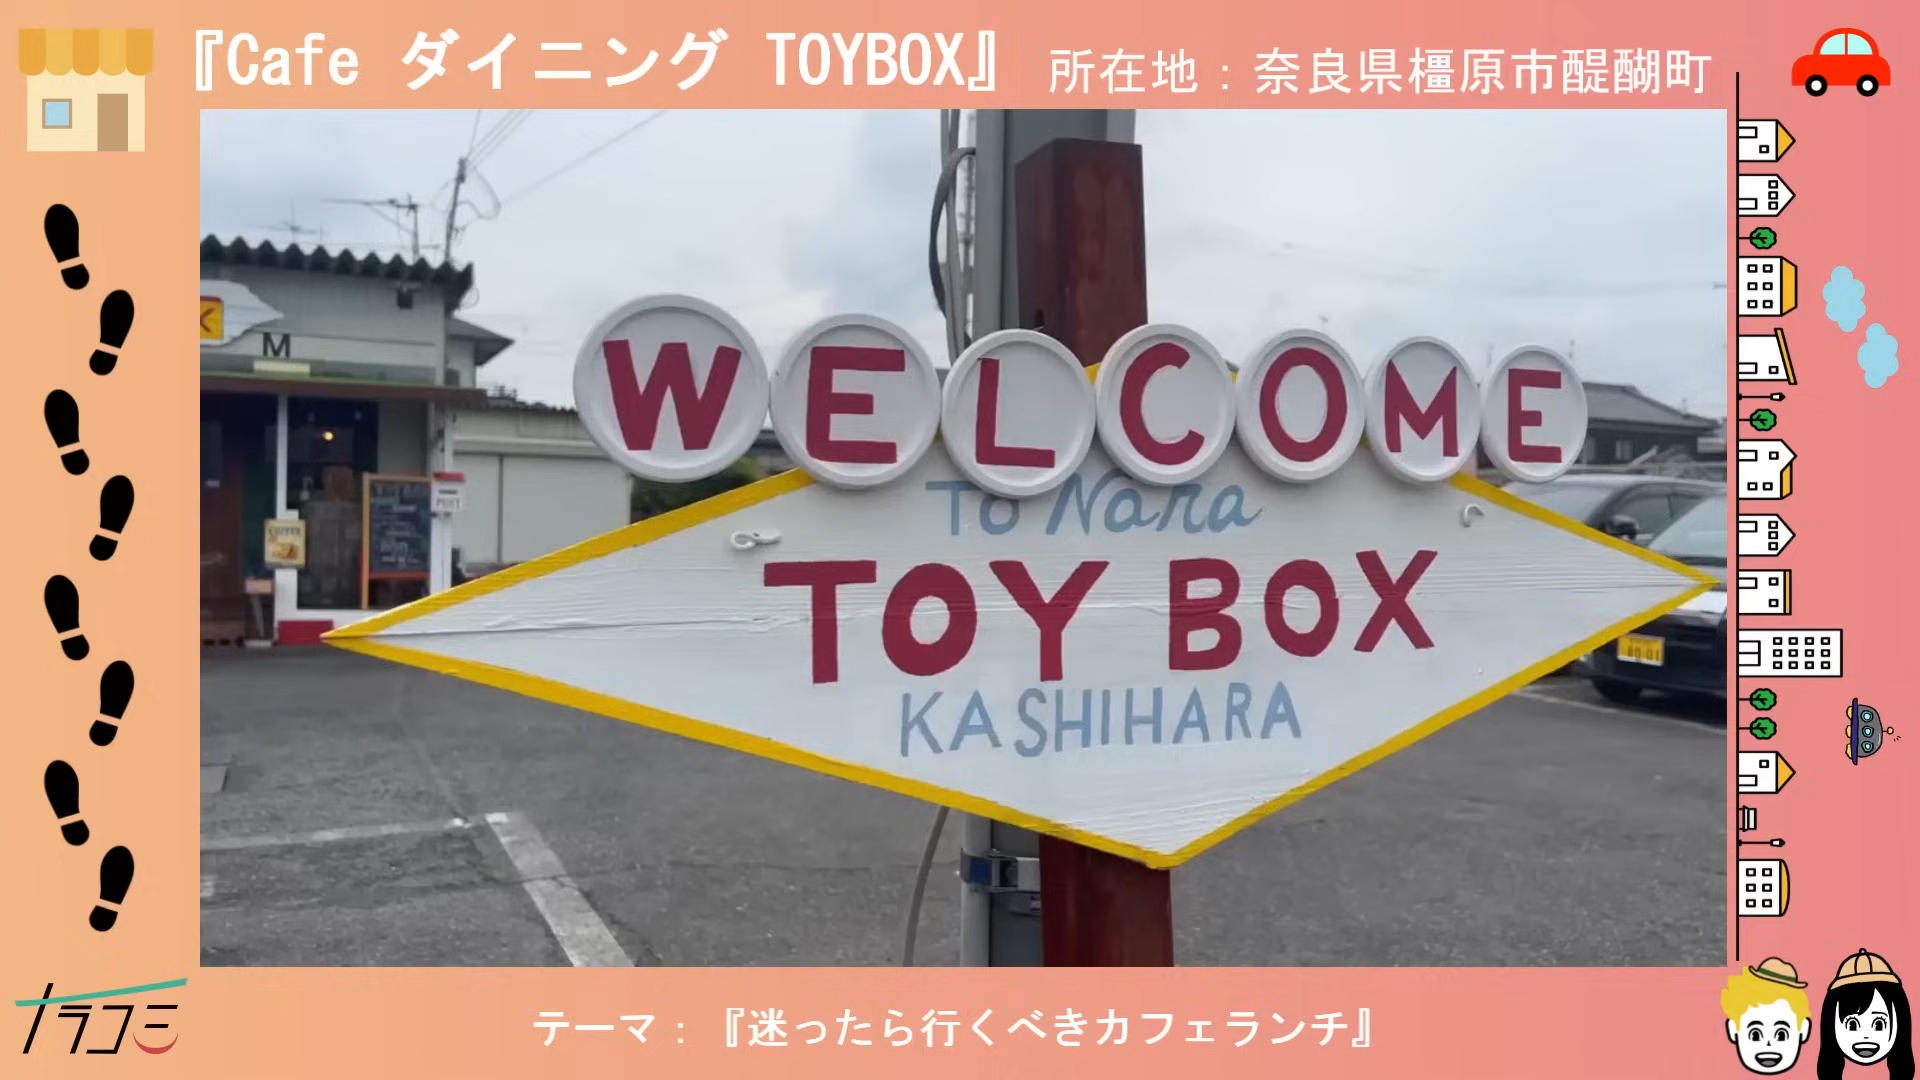 『Cafe ダイニング TOYBOX』 所在地：奈良県橿原市醍醐町
M
WELCOME
To Nara
TOY BOX
KASHIHARA
POST
COFFEE
ナラコミ
テーマ：『迷ったら行くべきカフェランチ』